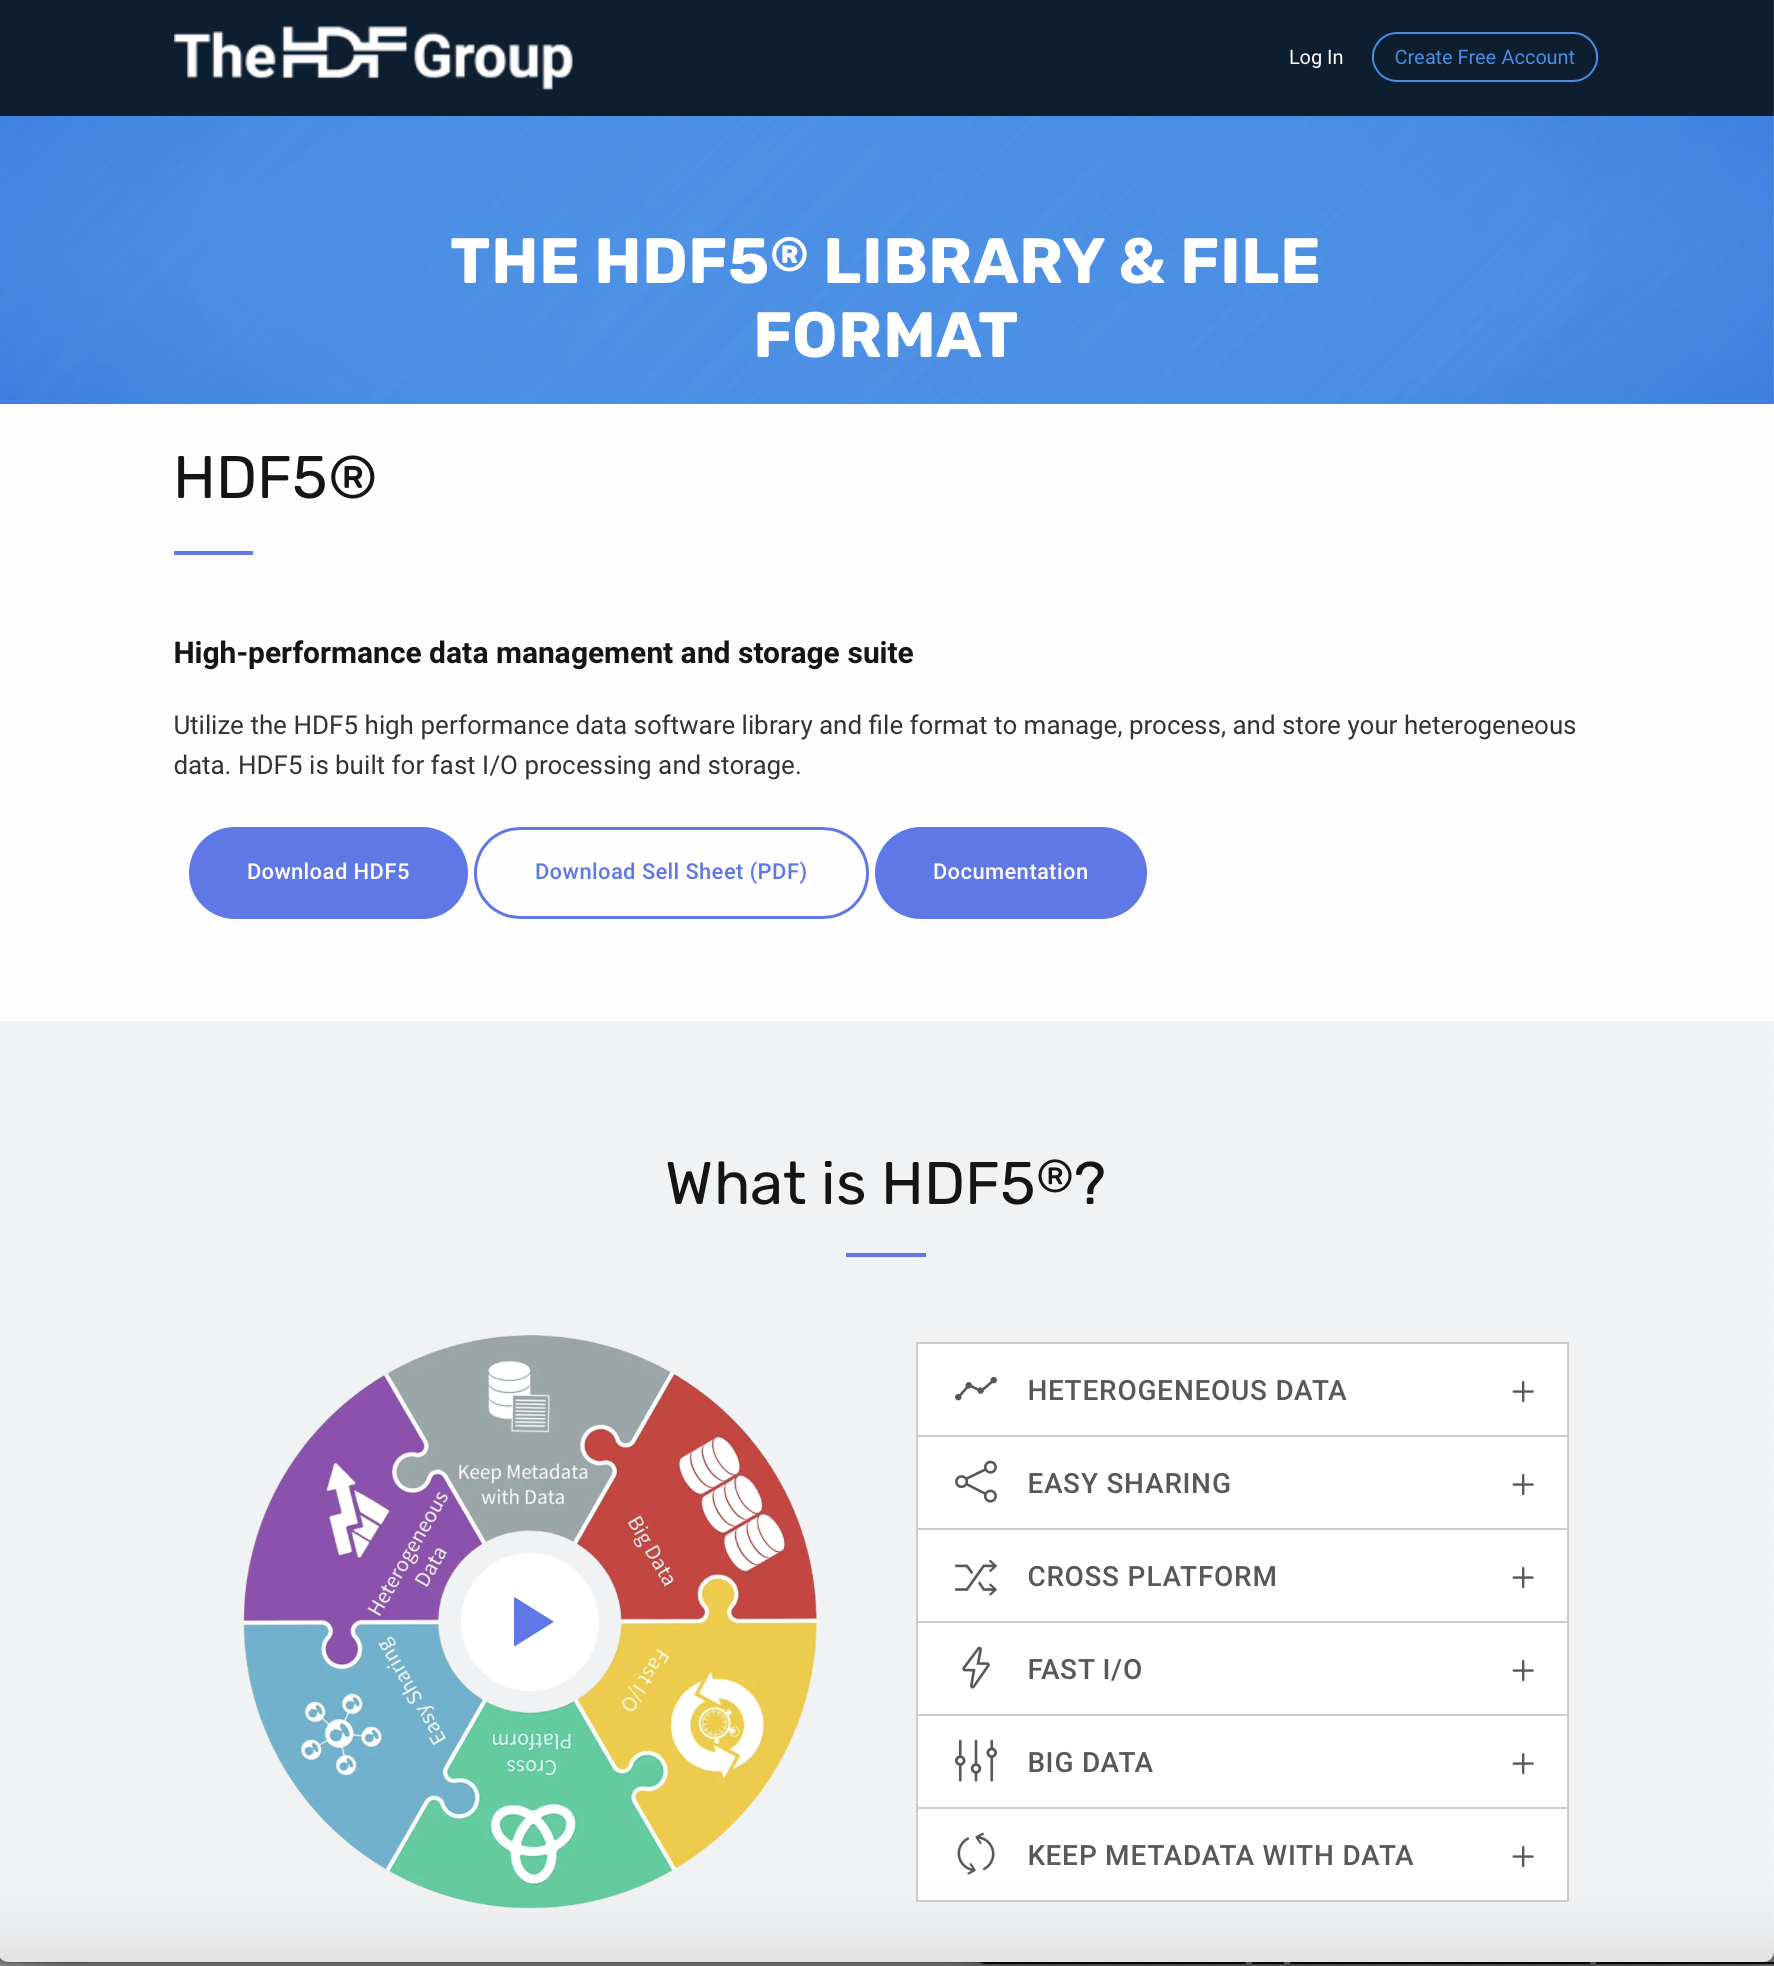 The HDF Group
Log In
Create Free Account
THE HDF5® LIBRARY & FILE
FORMAT
HDF5®
High-performance data management and storage suite
Utilize the HDF5 high performance data software library and file format to manage, process, and store your heterogeneous
data. HDF5 is built for fast I/O processing and storage.
Download HDF5
Download Sell Sheet (PDF)
Documentation
What is HDF5®?
Keep Metadata
with Data
Big Data
Fast I/O
Cross
Platform
Easy Sharing
Heterogeneous
Data
HETEROGENEOUS DATA
EASY SHARING
CROSS PLATFORM
FAST I/O
BIG DATA
KEEP METADATA WITH DATA